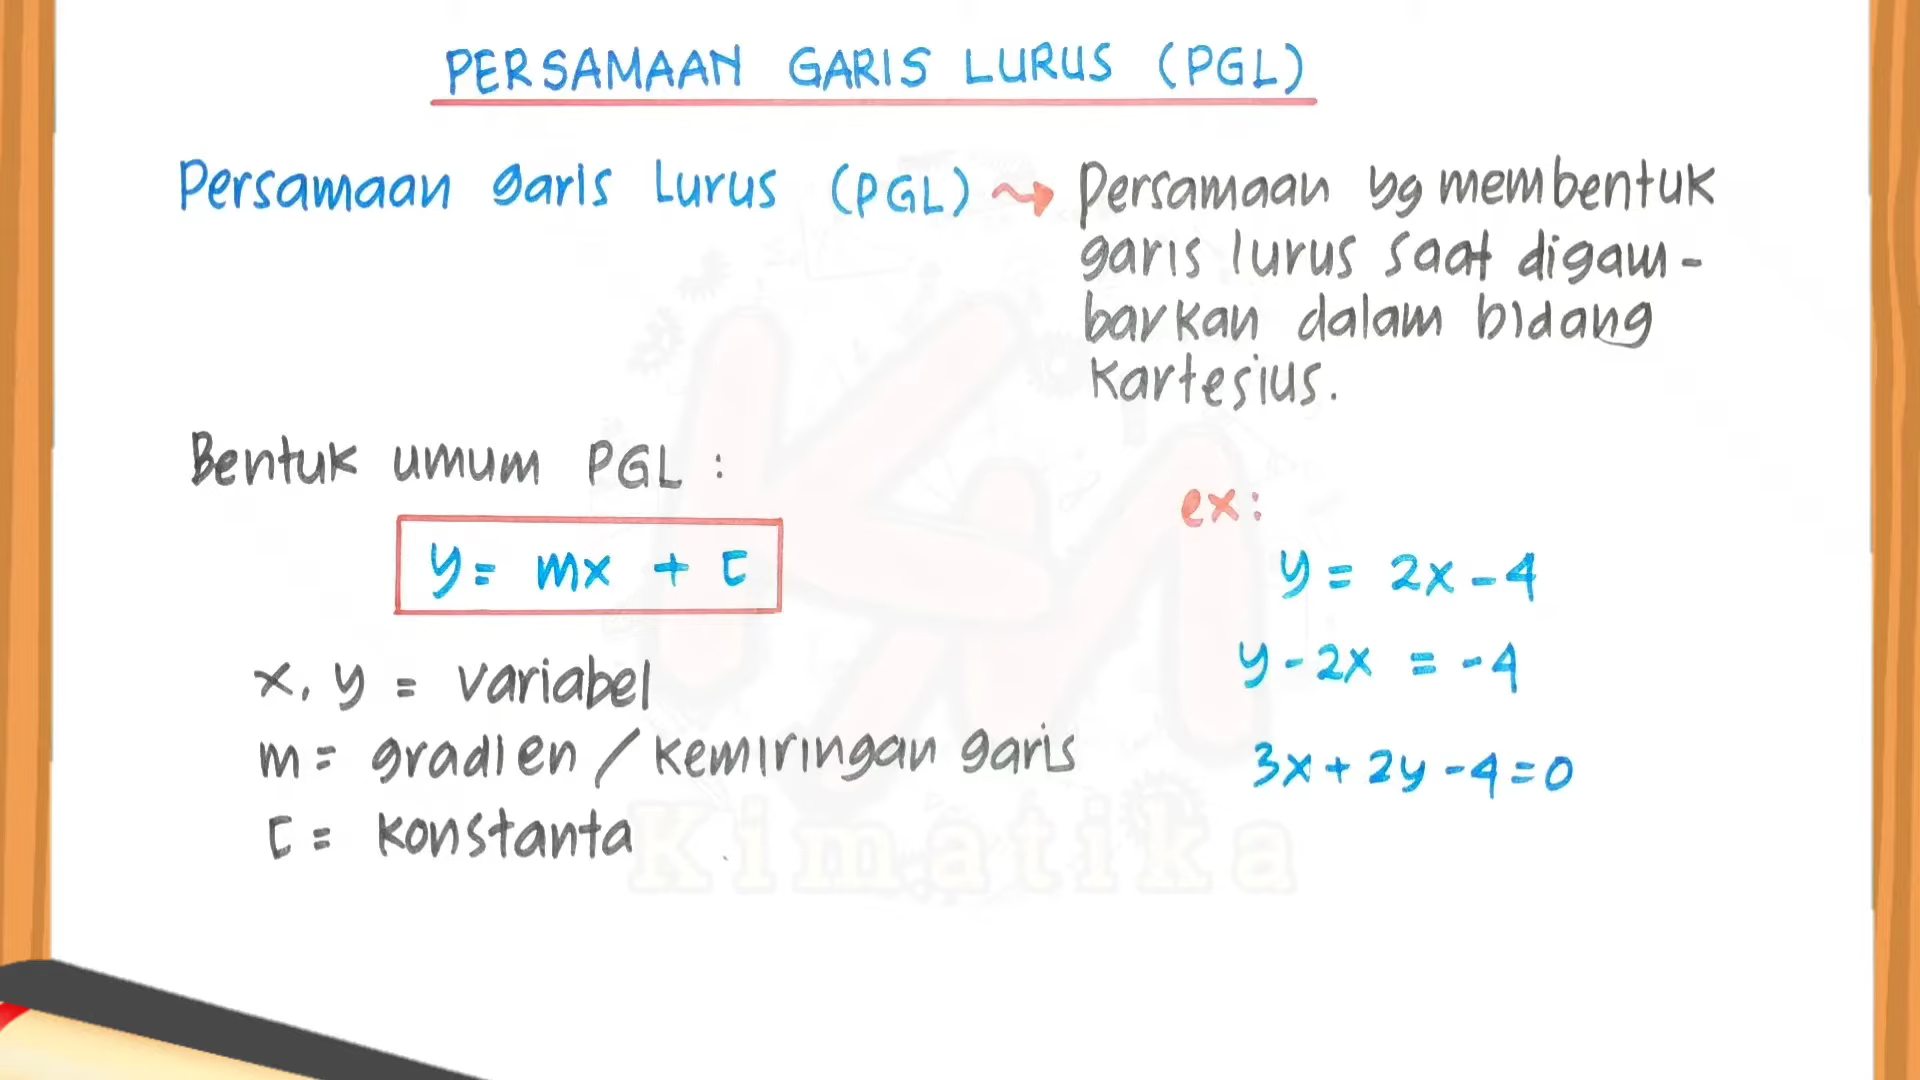 PERSAMAAN GARIS LURUS (PGL)
Persamaan garis Lurus (PGL) ⇝ Persamaan yg membentuk
garis lurus saat digam-
barkan dalam bidang
kartesius.
Bentuk umum PGL :
y = mx + c
x, y = variabel
m = gradien / kemiringan garis
c = konstanta
ex:
y = 2x - 4
y - 2x = -4
3x + 2y - 4 = 0
KM
Kimatika